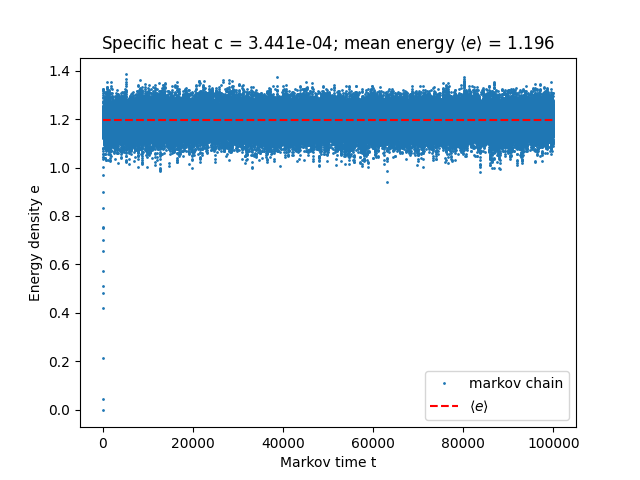 Specific heat c = 3.441e-04; mean energy ⟨e⟩ = 1.196
1.4
1.2
1.0
0.8
0.6
0.4
0.2
0.0
Energy density e
0 20000 40000 60000 80000 100000
Markov time t
markov chain
⟨e⟩